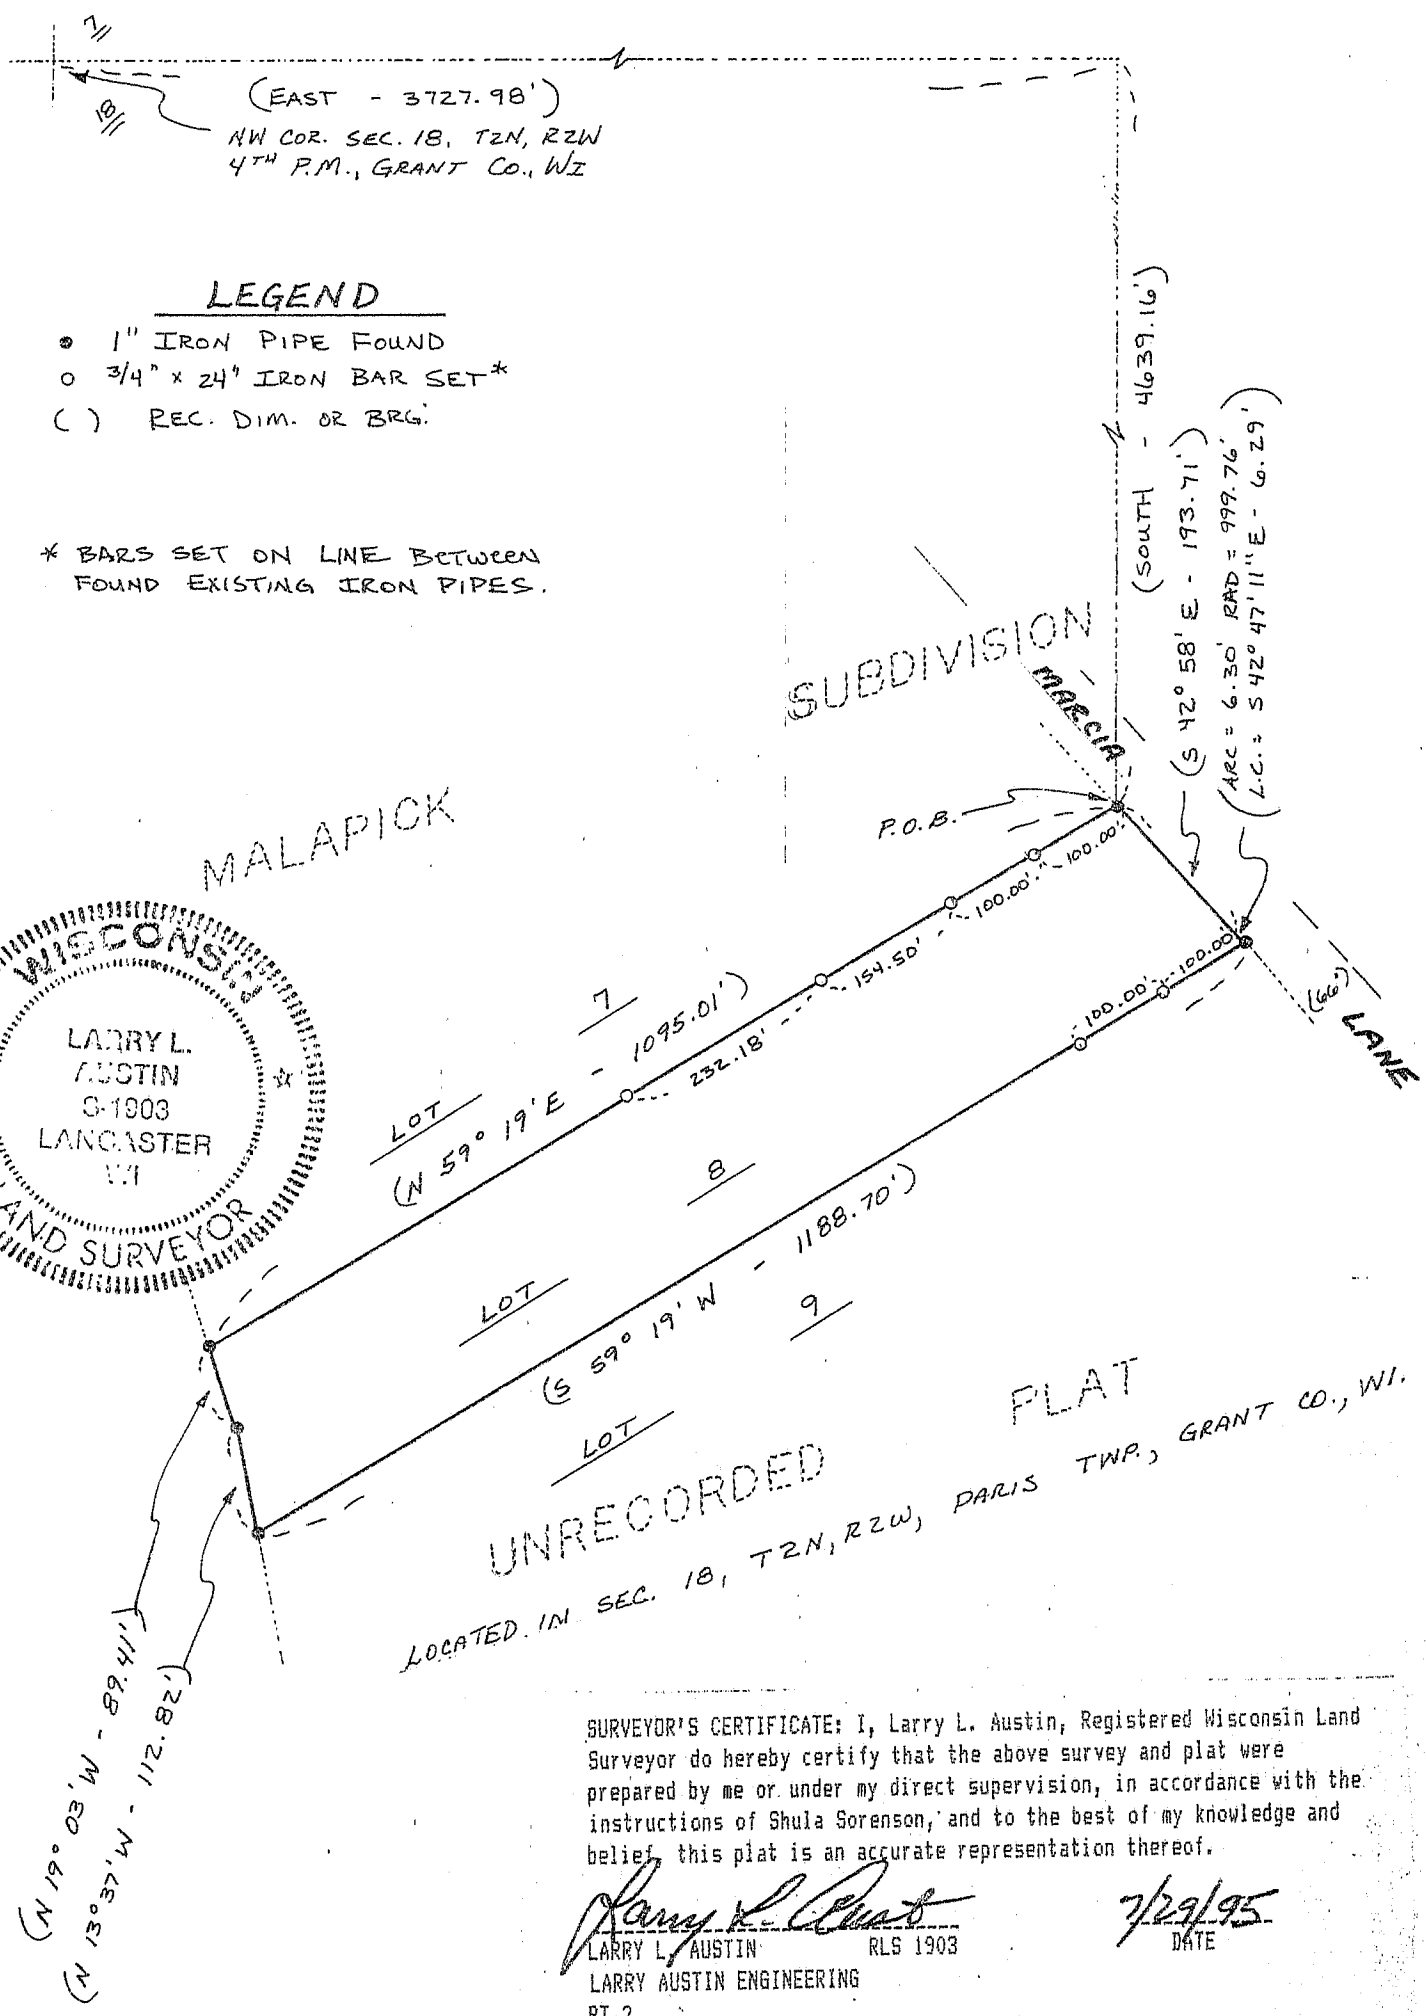 7
18
(EAST - 3727.98')
NW COR. SEC. 18, T2N, R2W
4TH P.M., GRANT CO., WI
LEGEND
● 1" IRON PIPE FOUND
○ 3/4" x 24" IRON BAR SET*
( ) REC. DIM. OR BRG.
* BARS SET ON LINE BETWEEN
FOUND EXISTING IRON PIPES.
(SOUTH - 4639.16')
(S 42° 58' E - 193.71')
(ARC = 6.30' RAD = 999.76'
L.C. = S 42° 47' 11" E - 6.29')
SUBDIVISION
MARCIA
MALAPICK
P.O.B.
100.00'
100.00'
154.50'
232.18'
100.00'
100.00'
(66')
LANE
WISCONSIN
LARRY L.
AUSTIN
S-1903
LANCASTER
WI
LAND SURVEYOR
LOT 7
(N 59° 19' E - 1095.01')
LOT 8
(S 59° 19' W - 1188.70')
LOT 9
UNRECORDED PLAT
LOCATED IN SEC. 18, T2N, R2W, PARIS TWP., GRANT CO., WI.
(N 19° 03' W - 89.41')
(N 13° 37' W - 112.82')
SURVEYOR'S CERTIFICATE: I, Larry L. Austin, Registered Wisconsin Land
Surveyor do hereby certify that the above survey and plat were
prepared by me or under my direct supervision, in accordance with the
instructions of Shula Sorenson, and to the best of my knowledge and
belief, this plat is an accurate representation thereof.
Larry L. Austin
7/29/95
LARRY L. AUSTIN RLS 1903
DATE
LARRY AUSTIN ENGINEERING
RT 2